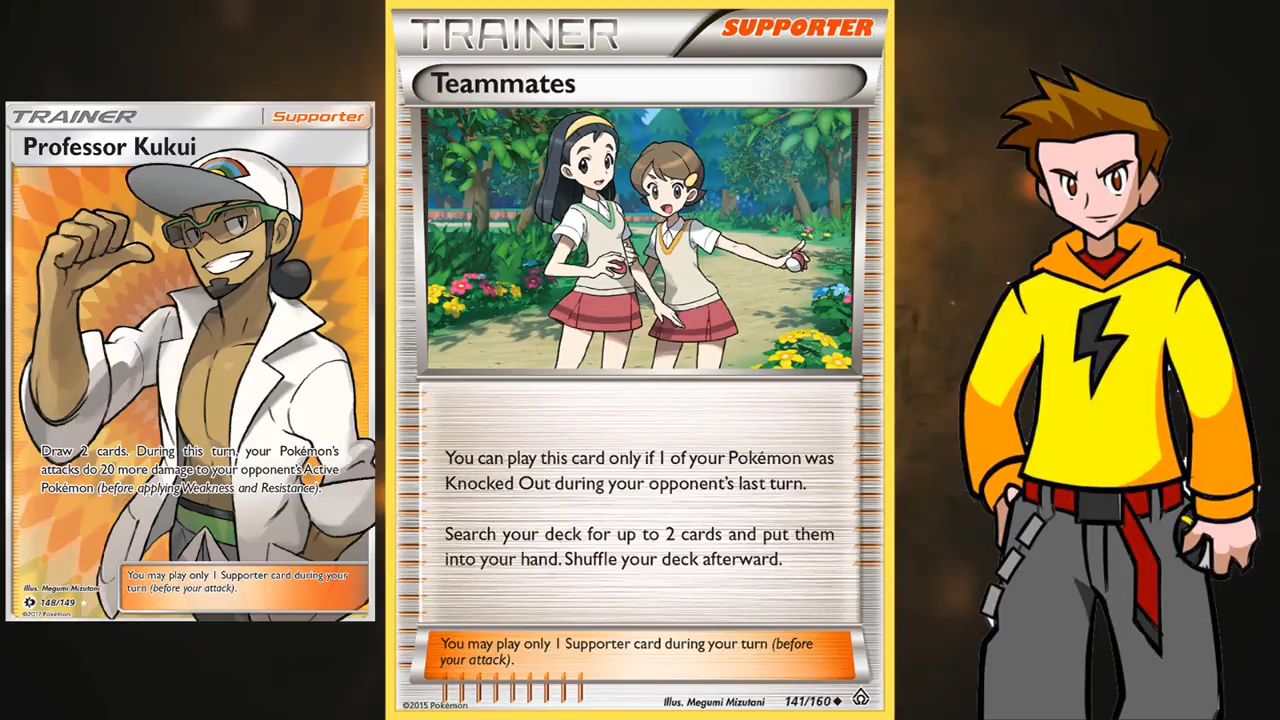 TRAINER
Supporter
Professor Kukui
Draw 2 cards. During this turn, your Pokémon's
attacks do 20 more damage to your opponent's Active
Pokémon (before applying Weakness and Resistance).
You may play only 1 Supporter card during your
turn (before your attack).
Illus. Megumi Mizutani
148/149
©2017 Pokémon
TRAINER
SUPPORTER
Teammates
You can play this card only if 1 of your Pokémon was
Knocked Out during your opponent's last turn.
Search your deck for up to 2 cards and put them
into your hand. Shuffle your deck afterward.
You may play only 1 Supporter card during your turn (before
your attack).
©2015 Pokémon
Illus. Megumi Mizutani
141/160